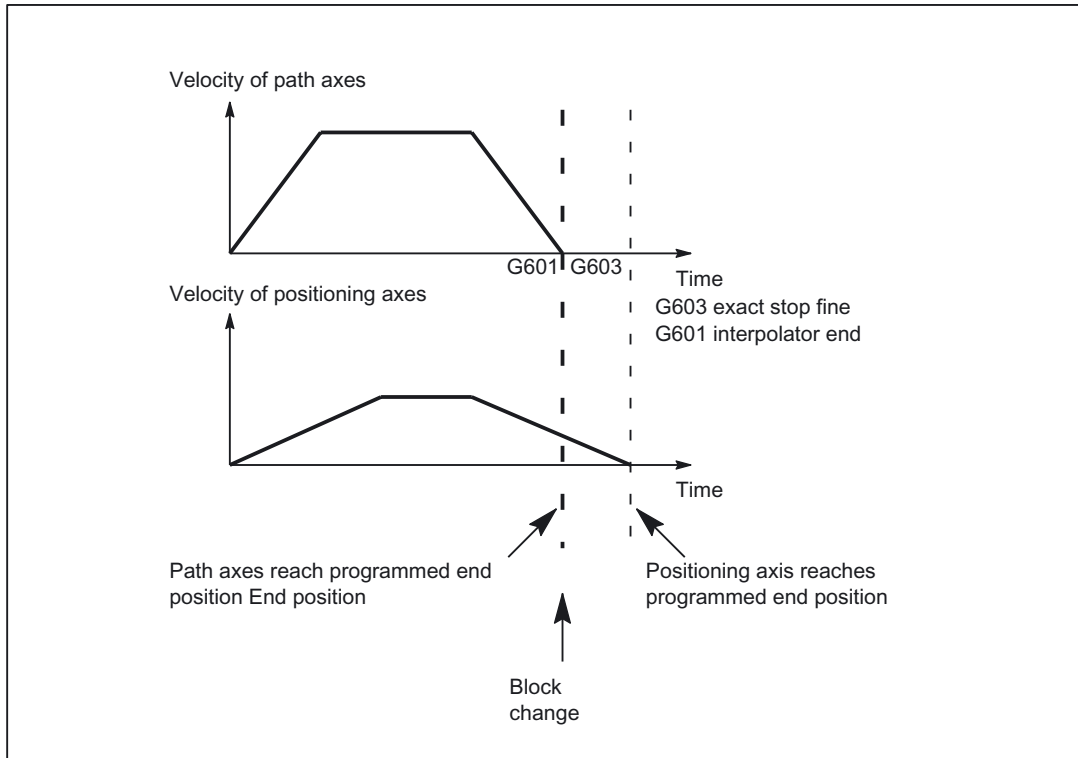 Velocity of path axes
G601 G603
Time
G603 exact stop fine
G601 interpolator end
Velocity of positioning axes
Time
Path axes reach programmed end
position End position
Positioning axis reaches
programmed end position
Block
change